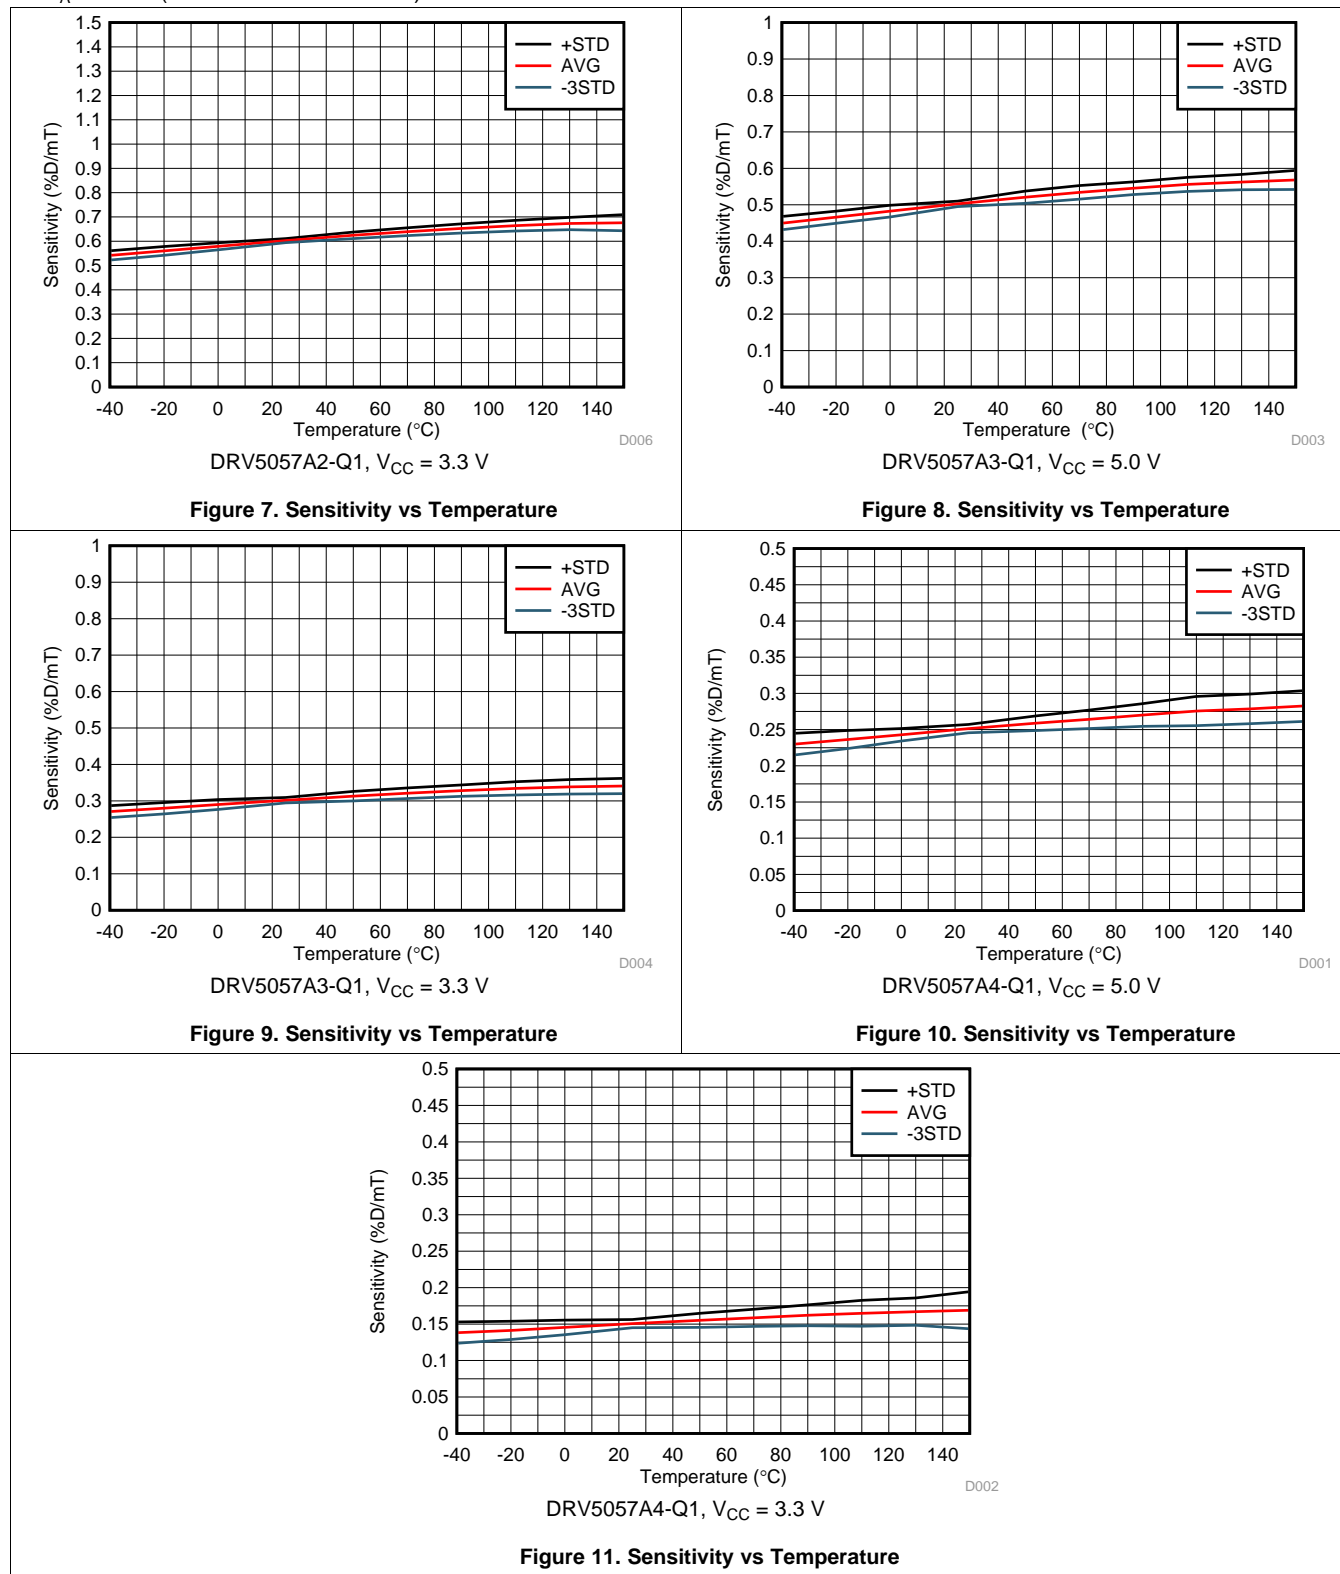 1.5
1.4
1.3
1.2
1.1
1
0.9
0.8
0.7
0.6
0.5
0.4
0.3
0.2
0.1
0
Sensitivity (%D/mT)
+STD
AVG
-3STD
-40 -20 0 20 40 60 80 100 120 140
Temperature (°C)
D006
DRV5057A2-Q1, VCC = 3.3 V
Figure 7. Sensitivity vs Temperature
1
0.9
0.8
0.7
0.6
0.5
0.4
0.3
0.2
0.1
0
Sensitivity (%D/mT)
+STD
AVG
-3STD
-40 -20 0 20 40 60 80 100 120 140
Temperature (°C)
D003
DRV5057A3-Q1, VCC = 5.0 V
Figure 8. Sensitivity vs Temperature
1
0.9
0.8
0.7
0.6
0.5
0.4
0.3
0.2
0.1
0
Sensitivity (%D/mT)
+STD
AVG
-3STD
-40 -20 0 20 40 60 80 100 120 140
Temperature (°C)
D004
DRV5057A3-Q1, VCC = 3.3 V
Figure 9. Sensitivity vs Temperature
0.5
0.45
0.4
0.35
0.3
0.25
0.2
0.15
0.1
0.05
0
Sensitivity (%D/mT)
+STD
AVG
-3STD
-40 -20 0 20 40 60 80 100 120 140
Temperature (°C)
D001
DRV5057A4-Q1, VCC = 5.0 V
Figure 10. Sensitivity vs Temperature
0.5
0.45
0.4
0.35
0.3
0.25
0.2
0.15
0.1
0.05
0
Sensitivity (%D/mT)
+STD
AVG
-3STD
-40 -20 0 20 40 60 80 100 120 140
Temperature (°C)
D002
DRV5057A4-Q1, VCC = 3.3 V
Figure 11. Sensitivity vs Temperature